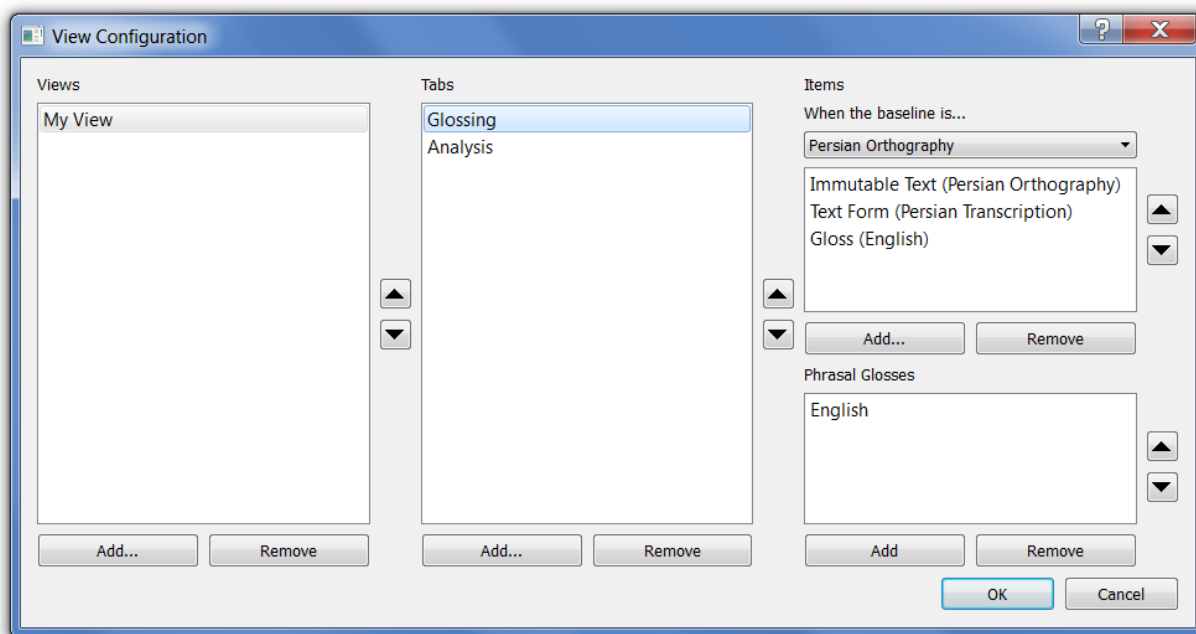 View Configuration
Views
My View
Add...
Remove
Tabs
Glossing
Analysis
Add...
Remove
Items
When the baseline is...
Persian Orthography
Immutable Text (Persian Orthography)
Text Form (Persian Transcription)
Gloss (English)
Add...
Remove
Phrasal Glosses
English
Add
Remove
OK
Cancel